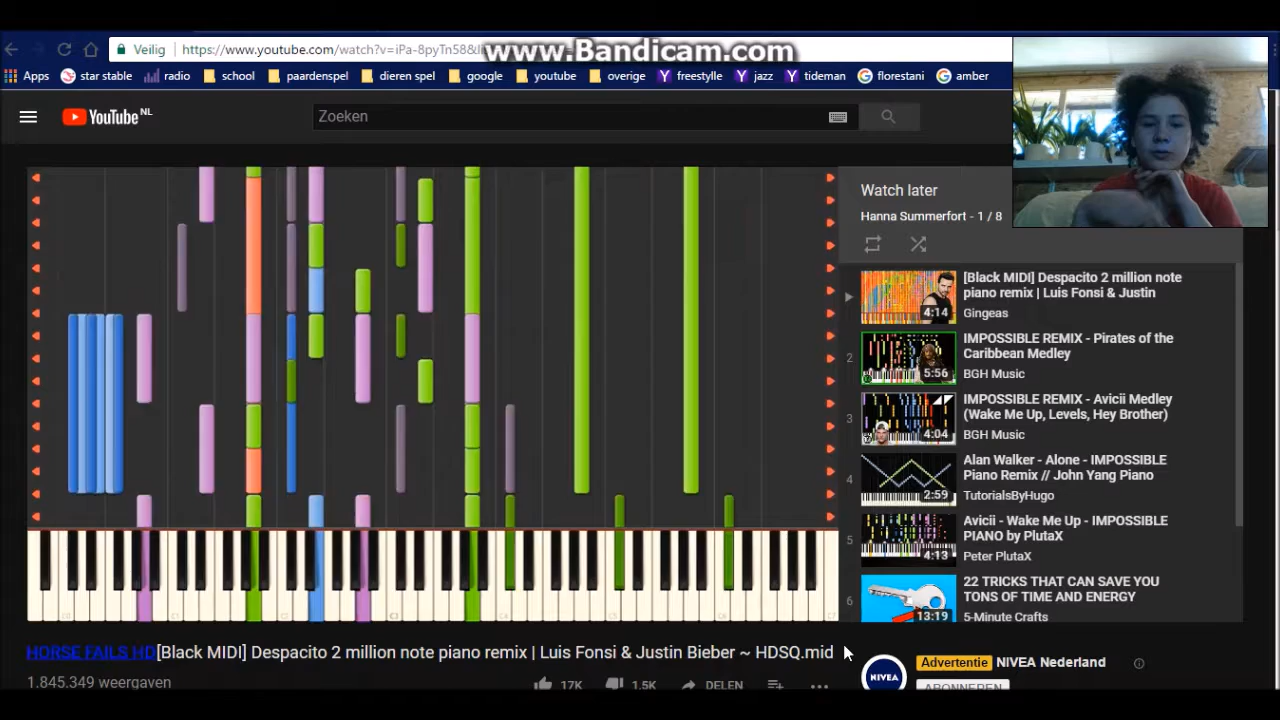 www.Bandicam.com
Veilig https://www.youtube.com/watch?v=iPa-8pyTn58&
Apps star stable radio school paardenspel dieren spel google youtube overige freestylle jazz tideman florestani amber
YouTube NL
Zoeken
Watch later
Hanna Summerfort - 1 / 8
[Black MIDI] Despacito 2 million note
piano remix | Luis Fonsi & Justin
Gingeas
4:14
2
IMPOSSIBLE REMIX - Pirates of the
Caribbean Medley
BGH Music
5:56
3
IMPOSSIBLE REMIX - Avicii Medley
(Wake Me Up, Levels, Hey Brother)
BGH Music
4:04
4
Alan Walker - Alone - IMPOSSIBLE
Piano Remix // John Yang Piano
TutorialsByHugo
2:59
5
Avicii - Wake Me Up - IMPOSSIBLE
PIANO by PlutaX
Peter PlutaX
4:13
6
22 TRICKS THAT CAN SAVE YOU
TONS OF TIME AND ENERGY
5-Minute Crafts
13:19
HORSE FAILS HD[Black MIDI] Despacito 2 million note piano remix | Luis Fonsi & Justin Bieber ~ HDSQ.mid
1.845.349 weergaven
17K 1.5K DELEN
NIVEA
Advertentie NIVEA Nederland
ABONNEREN